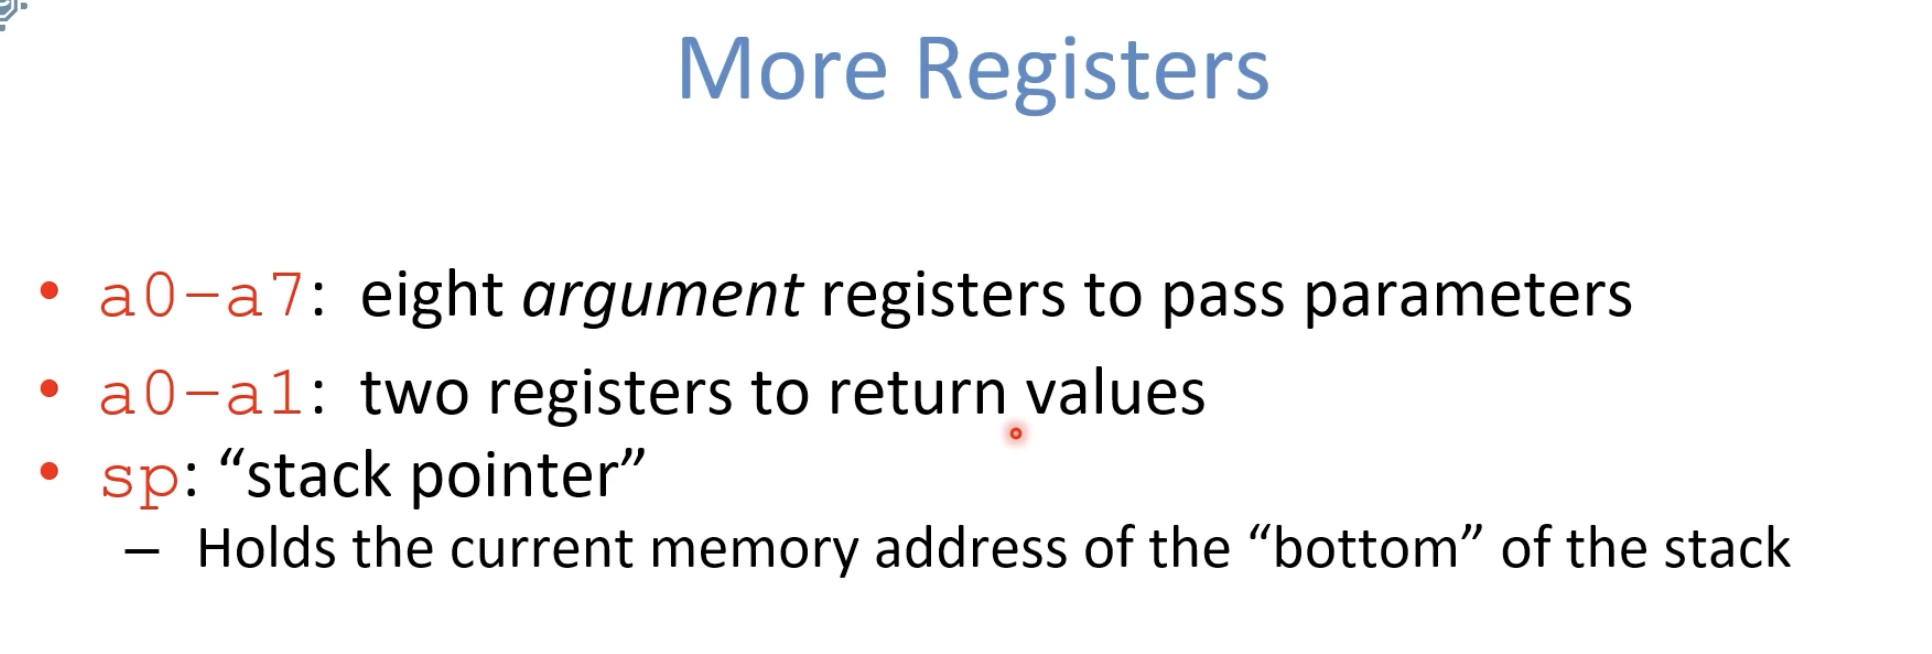 More Registers
• a0-a7: eight argument registers to pass parameters
• a0-a1: two registers to return values
• sp: “stack pointer”
– Holds the current memory address of the “bottom” of the stack